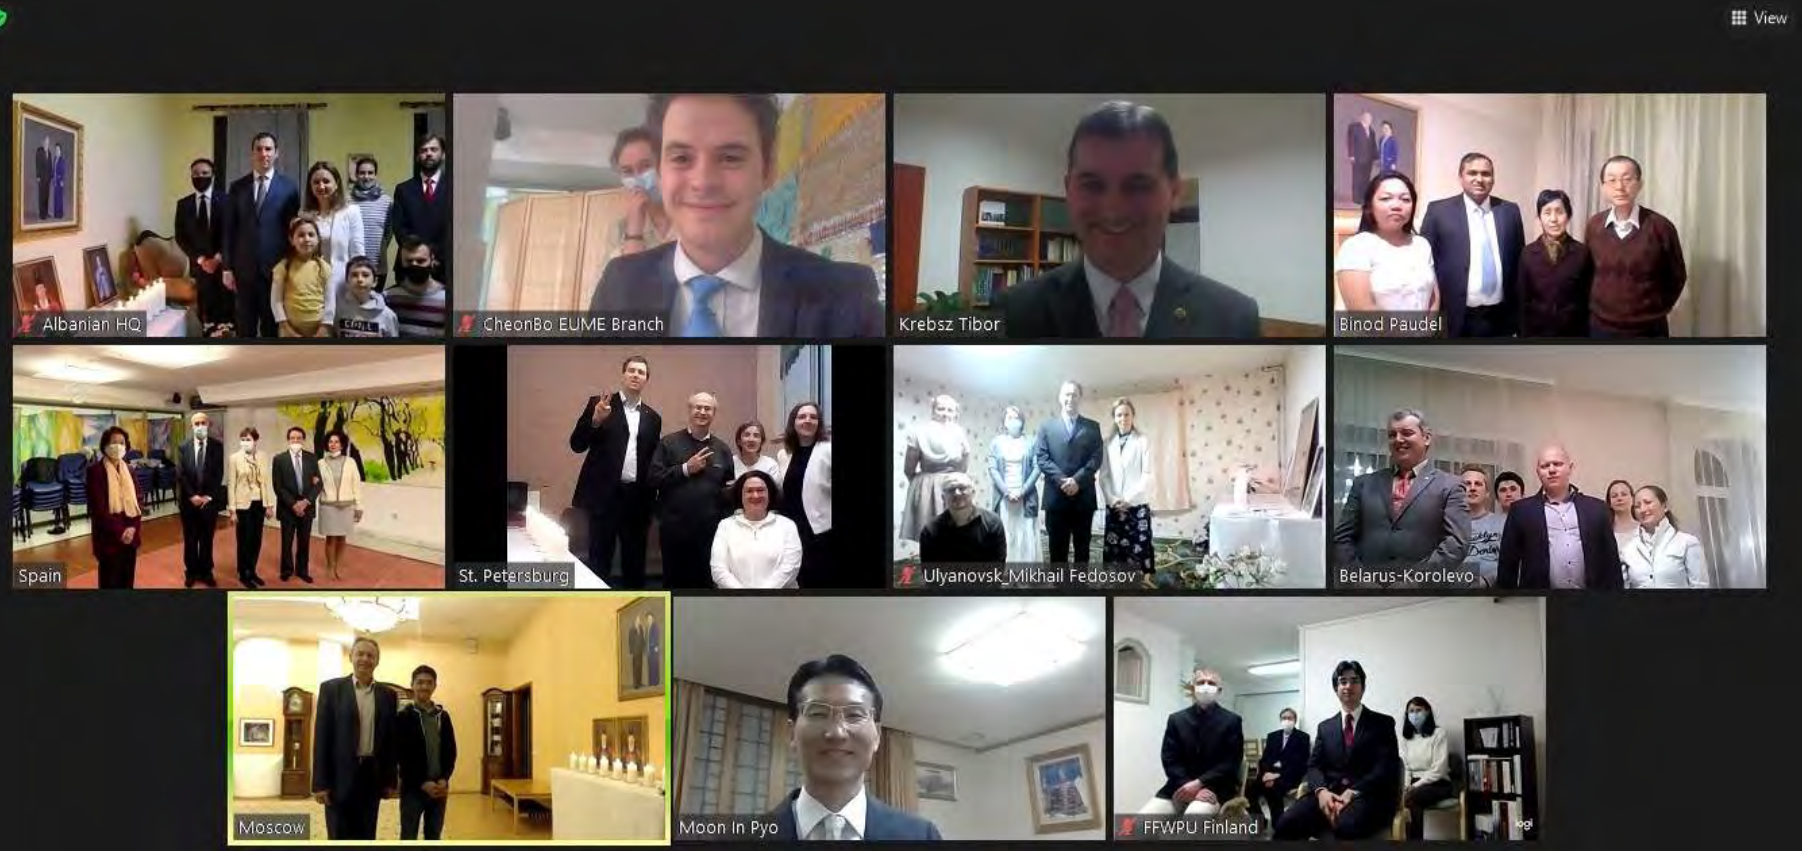 View
Albanian HQ
CheonBo EUME Branch
Krebsz Tibor
Binod Paudel
Spain
St. Petersburg
Ulyanovsk_Mikhail Fedosov
Belarus-Korolevo
Moscow
Moon In Pyo
FFWPU Finland
logi